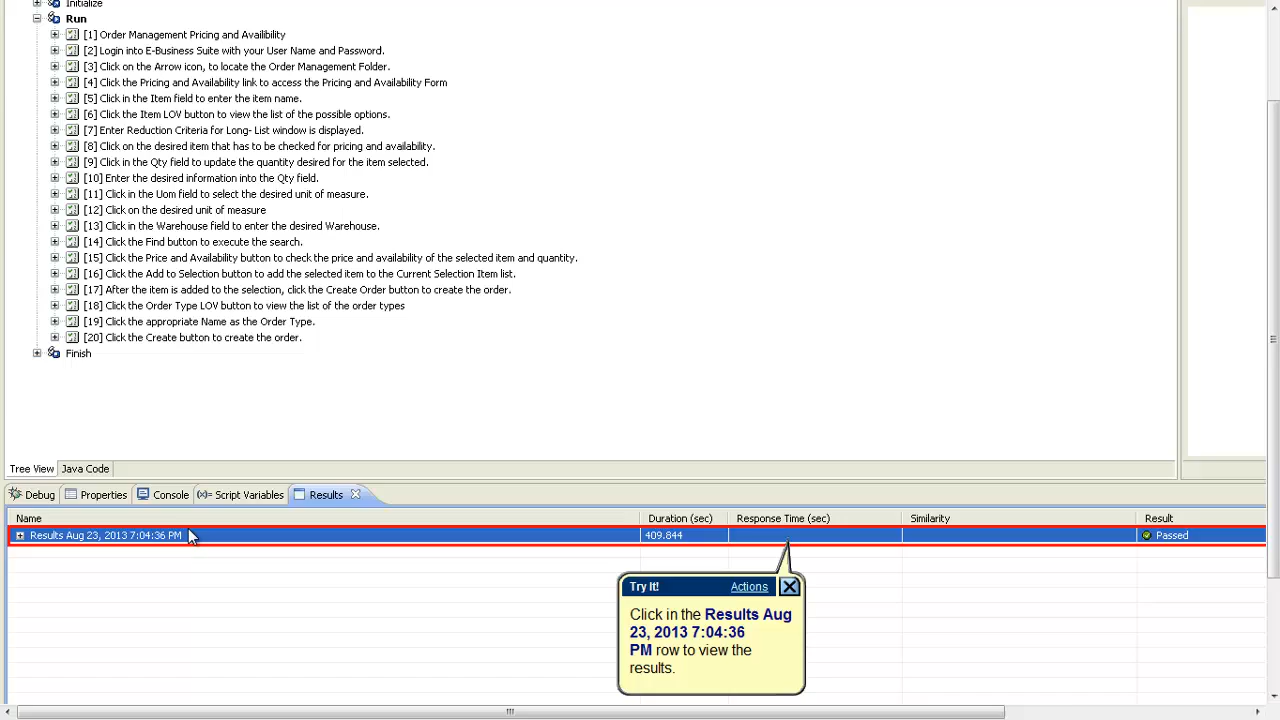 Initialize
Run
[1] Order Management Pricing and Availibility
[2] Login into E-Business Suite with your User Name and Password.
[3] Click on the Arrow icon, to locate the Order Management Folder.
[4] Click the Pricing and Availability link to access the Pricing and Availability Form
[5] Click in the Item field to enter the item name.
[6] Click the Item LOV button to view the list of the possible options.
[7] Enter Reduction Criteria for Long- List window is displayed.
[8] Click on the desired item that has to be checked for pricing and availability.
[9] Click in the Qty field to update the quantity desired for the item selected.
[10] Enter the desired information into the Qty field.
[11] Click in the Uom field to select the desired unit of measure.
[12] Click on the desired unit of measure
[13] Click in the Warehouse field to enter the desired Warehouse.
[14] Click the Find button to execute the search.
[15] Click the Price and Availability button to check the price and availability of the selected item and quantity.
[16] Click the Add to Selection button to add the selected item to the Current Selection Item list.
[17] After the item is added to the selection, click the Create Order button to create the order.
[18] Click the Order Type LOV button to view the list of the order types
[19] Click the appropriate Name as the Order Type.
[20] Click the Create button to create the order.
Finish
Tree View Java Code
Debug Properties Console (x)= Script Variables Results
Name Duration (sec) Response Time (sec) Similarity Result
Results Aug 23, 2013 7:04:36 PM 409.844 Passed
Try It! Actions
Click in the Results Aug
23, 2013 7:04:36
PM row to view the
results.